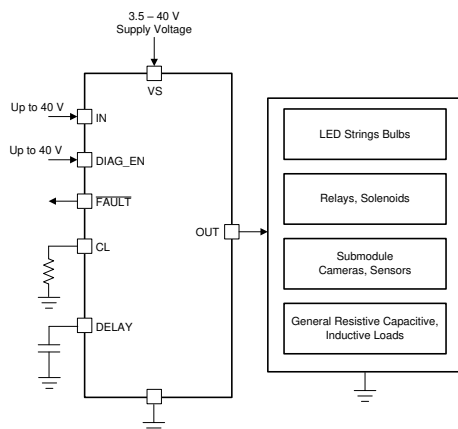 3.5 – 40 V
Supply Voltage
VS
Up to 40 V
IN
Up to 40 V
DIAG_EN
FAULT
OUT
CL
DELAY
LED Strings Bulbs
Relays, Solenoids
Submodule
Cameras, Sensors
General Resistive Capacitive,
Inductive Loads